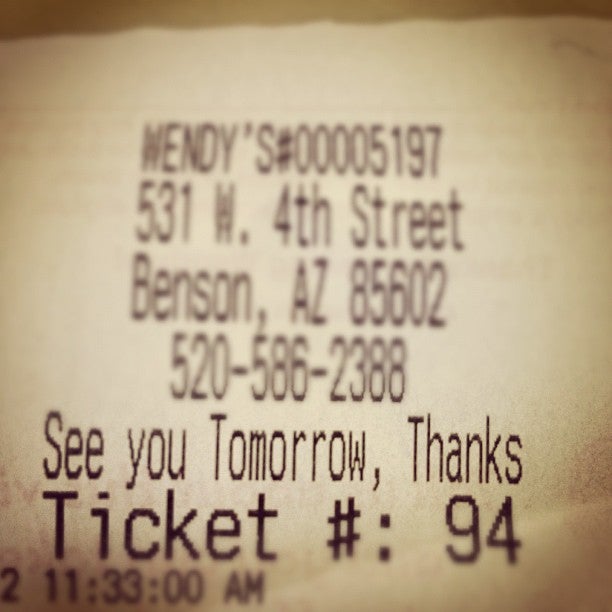 WENDY'S#00005197
531 W. 4th Street
Benson, AZ 85602
520-586-2388
See you Tomorrow, Thanks
Ticket #: 94
2 11:33:00 AM